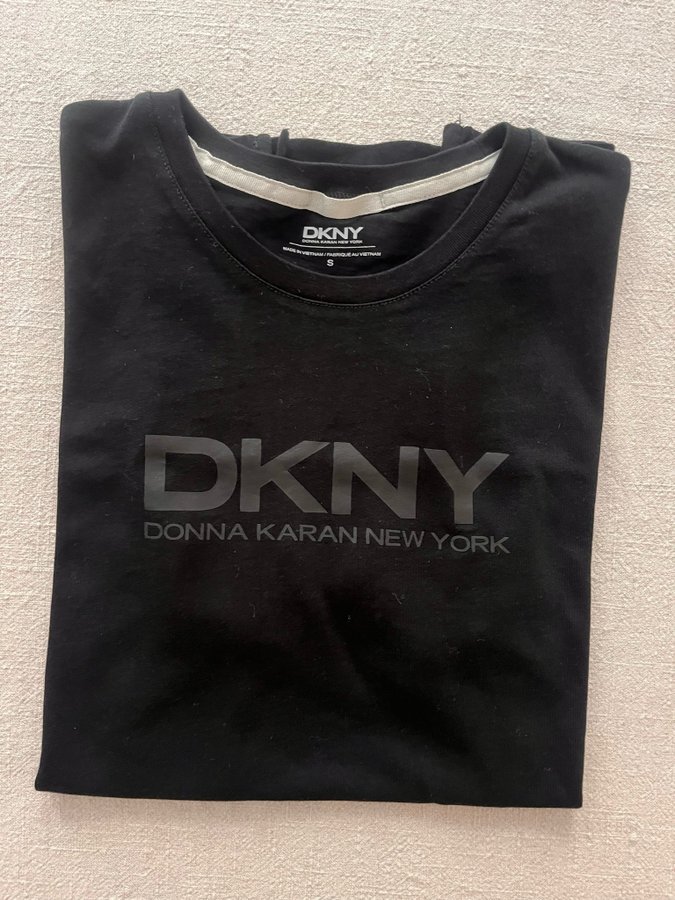 DKNY
DONNA KARAN NEW YORK
MADE IN VIETNAM / FABRIQUÉ AU VIETNAM
S
DKNY
DONNA KARAN NEW YORK